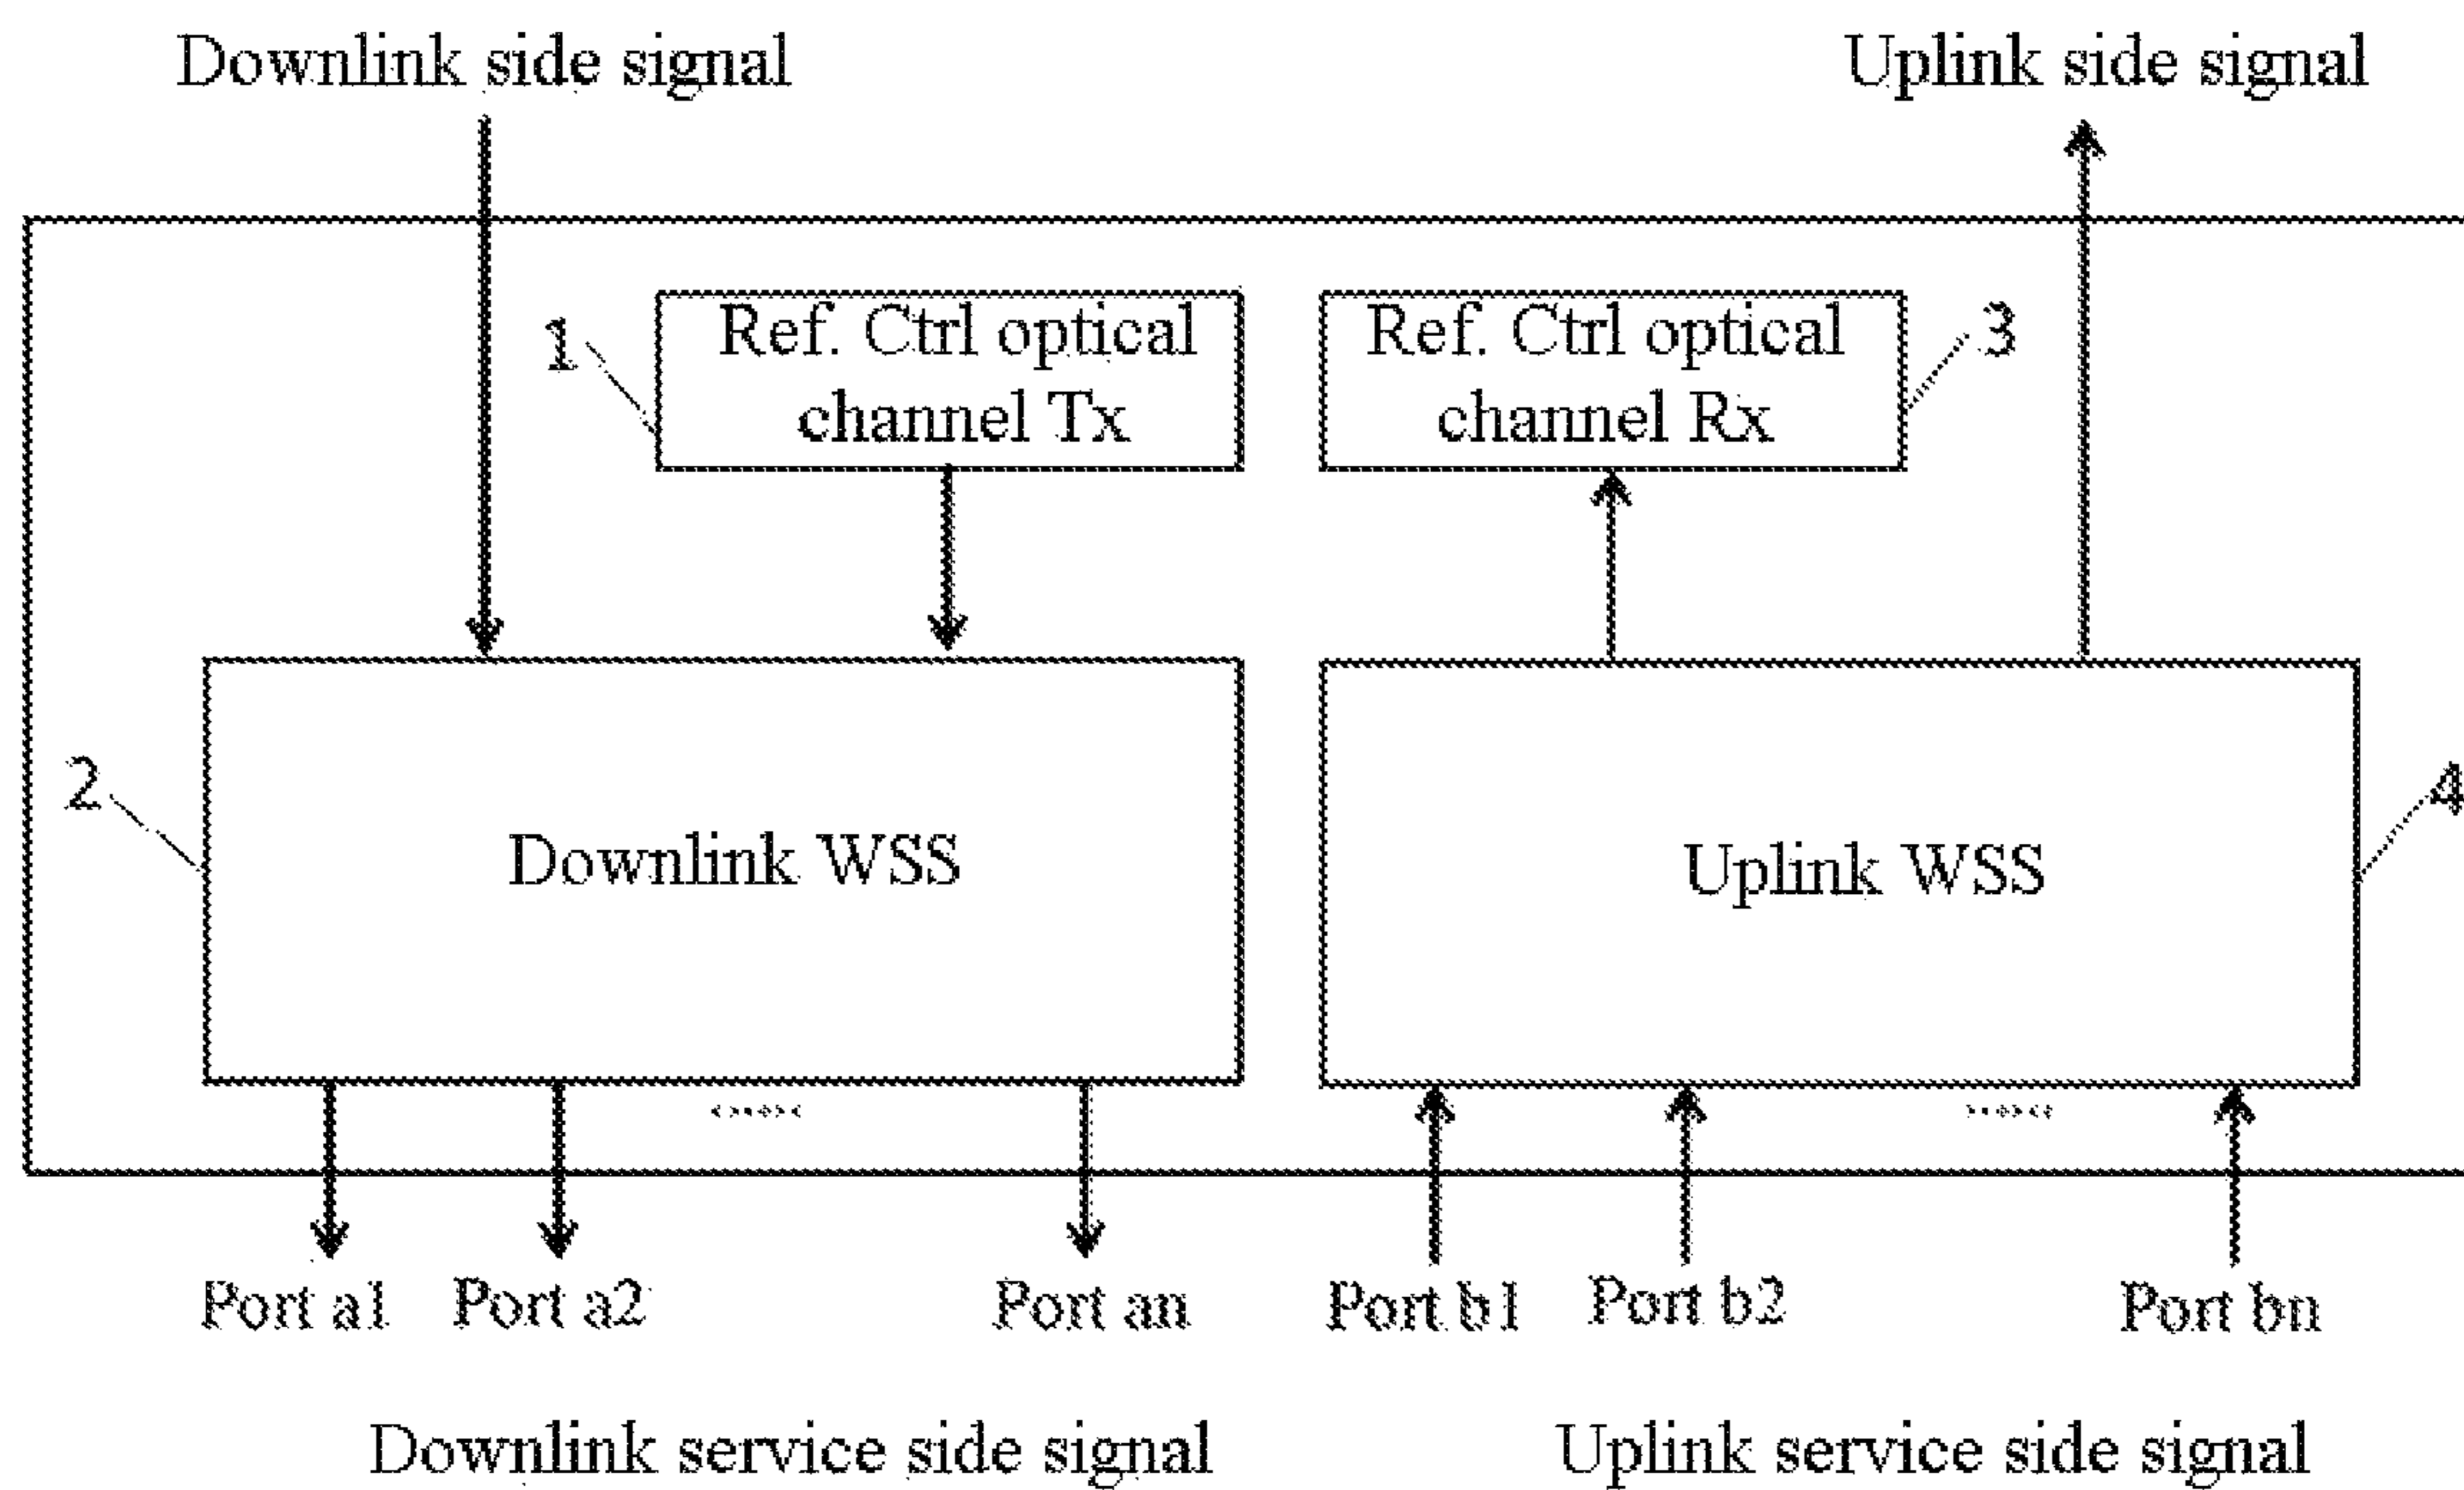 Downlink side signal
Uplink side signal
1
Ref. Ctrl optical
channel Tx
Ref. Ctrl optical
channel Rx
3
2
Downlink WSS
Uplink WSS
4
Port a1
Port a2
Port an
Port b1
Port b2
Port bn
Downlink service side signal
Uplink service side signal